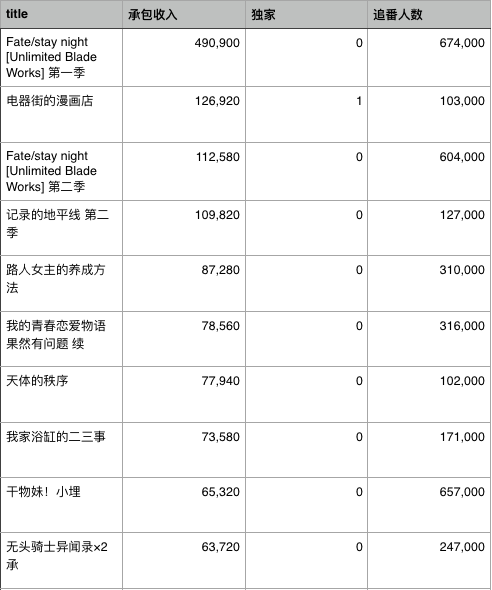 title 承包收入 独家 追番人数
Fate/stay night 490,900 0 674,000
[Unlimited Blade
Works] 第一季
电器街的漫画店 126,920 1 103,000
Fate/stay night 112,580 0 604,000
[Unlimited Blade
Works] 第二季
记录的地平线 第二 109,820 0 127,000
季
路人女主的养成方 87,280 0 310,000
法
我的青春恋爱物语 78,560 0 316,000
果然有问题 续
天体的秩序 77,940 0 102,000
我家浴缸的二三事 73,580 0 171,000
干物妹！小埋 65,320 0 657,000
无头骑士异闻录×2 63,720 0 247,000
承